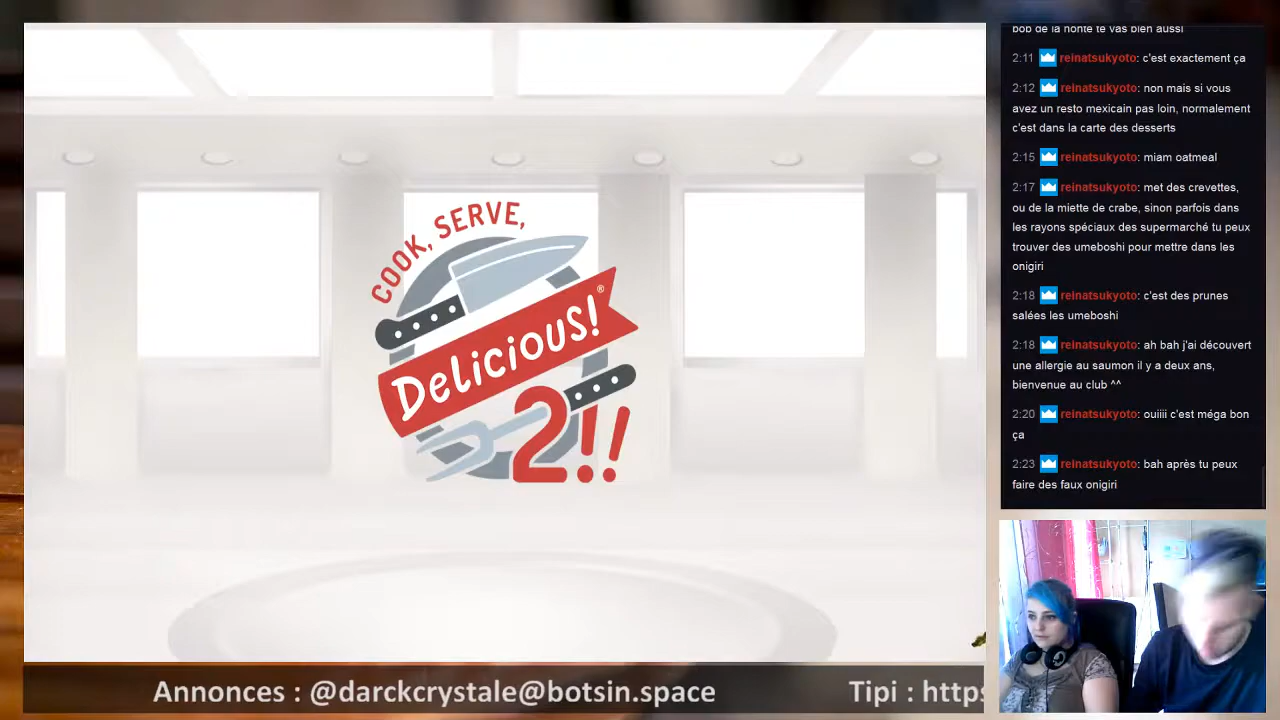 COOK, SERVE,
Delicious!®
2!!
bob de la honte te vas bien aussi
2:11 reinatsukyoto: c'est exactement ça
2:12 reinatsukyoto: non mais si vous
avez un resto mexicain pas loin, normalement
c'est dans la carte des desserts
2:15 reinatsukyoto: miam oatmeal
2:17 reinatsukyoto: met des crevettes,
ou de la miette de crabe, sinon parfois dans
les rayons spéciaux des supermarché tu peux
trouver des umeboshi pour mettre dans les
onigiri
2:18 reinatsukyoto: c'est des prunes
salées les umeboshi
2:18 reinatsukyoto: ah bah j'ai découvert
une allergie au saumon il y a deux ans,
bienvenue au club ^^
2:20 reinatsukyoto: ouiiii c'est méga bon
ça
2:23 reinatsukyoto: bah après tu peux
faire des faux onigiri
Annonces : @darckcrystale@botsin.space
Tipi : https